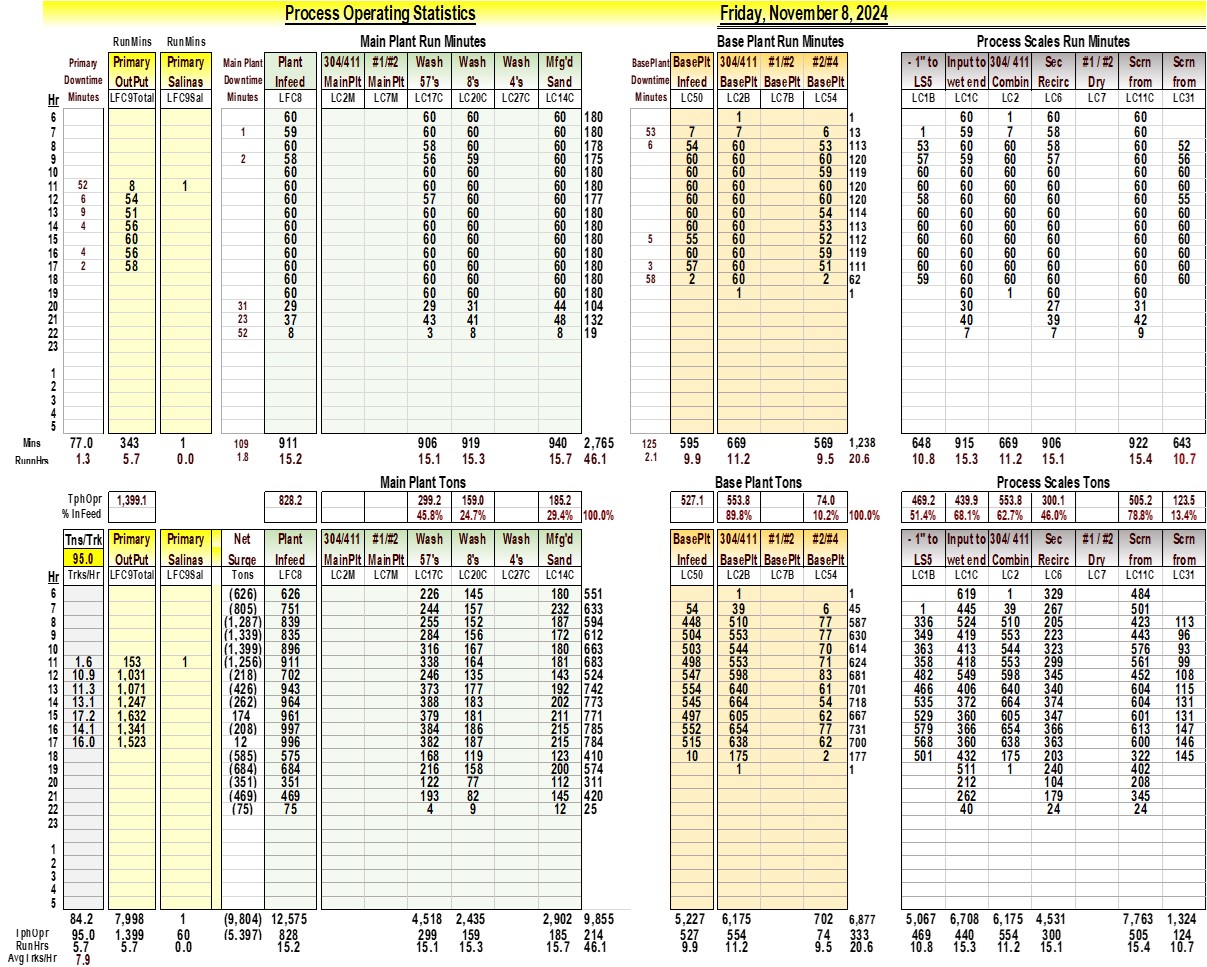 Process Operating Statistics Friday, November 8, 2024
RunMins RunMins Main Plant Run Minutes Base Plant Run Minutes Process Scales Run Minutes
Primary Primary Primary Main Plant Plant 304/411 #1/#2 Wash Wash Wash Mfg'd BasePlant BasePlt 304/411 #1/#2 #2/#4 - 1" to Input to 304/ 411 Sec #1 / #2 Scrn Scrn
Downtime OutPut Salinas Downtime Infeed MainPlt MainPlt 57's 8's 4's Sand Downtime Infeed BasePlt BasePlt BasePlt LS5 wet end Combin Recirc Dry from from
Hr Minutes LFC9Total LFC9Sal Minutes LFC8 LC2M LC7M LC17C LC20C LC27C LC14C Minutes LC50 LC2B LC7B LC54 LC1B LC1C LC2 LC6 LC7 LC11C LC31
6 60 60 60 60 180 1 1 60 1 60 60
7 1 59 60 60 60 180 53 7 7 6 13 1 59 7 58 60
8 60 58 60 60 178 6 54 60 53 113 53 60 60 58 60 52
9 2 58 56 59 60 175 60 60 60 120 57 59 60 57 60 56
10 60 60 60 60 180 60 60 59 119 60 60 60 60 60 60
11 52 8 1 60 60 60 60 180 60 60 60 120 60 60 60 60 60 60
12 6 54 60 57 60 60 177 60 60 60 120 58 60 60 60 60 55
13 9 51 60 60 60 60 180 60 60 54 114 60 60 60 60 60 60
14 4 56 60 60 60 60 180 60 60 53 113 60 60 60 60 60 60
15 60 60 60 60 60 180 5 55 60 52 112 60 60 60 60 60 60
16 4 56 60 60 60 60 180 60 60 59 119 60 60 60 60 60 60
17 2 58 60 60 60 60 180 3 57 60 51 111 60 60 60 60 60 60
18 60 60 60 60 180 58 2 60 2 62 59 60 60 60 60 60
19 60 60 60 60 180 1 1 60 1 60 60
20 31 29 29 31 44 104 30 27 31
21 23 37 43 41 48 132 40 39 42
22 52 8 3 8 8 19 7 7 9
23
1
2
3
4
5
Mins 77.0 343 1 109 911 906 919 940 2,765 125 595 669 569 1,238 648 915 669 906 922 643
RunnHrs 1.3 5.7 0.0 1.8 15.2 15.1 15.3 15.7 46.1 2.1 9.9 11.2 9.5 20.6 10.8 15.3 11.2 15.1 15.4 10.7
Main Plant Tons Base Plant Tons Process Scales Tons
TphOpr 1,399.1 828.2 299.2 159.0 185.2 527.1 553.8 74.0 469.2 439.9 553.8 300.1 505.2 123.5
% InFeed 45.8% 24.7% 29.4% 100.0% 89.8% 10.2% 100.0% 51.4% 68.1% 62.7% 46.0% 78.8% 13.4%
Tns/Trk Primary Primary Net Plant 304/411 #1/#2 Wash Wash Wash Mfg'd BasePlt 304/411 #1/#2 #2/#4 - 1" to Input to 304/ 411 Sec #1 / #2 Scrn Scrn
95.0 OutPut Salinas Surge Infeed MainPlt MainPlt 57's 8's 4's Sand Infeed BasePlt BasePlt BasePlt LS5 wet end Combin Recirc Dry from from
Hr Trks/Hr LFC9Total LFC9Sal Tons LFC8 LC2M LC7M LC17C LC20C LC27C LC14C LC50 LC2B LC7B LC54 LC1B LC1C LC2 LC6 LC7 LC11C LC31
6 (626) 626 226 145 180 551 1 1 619 1 329 484
7 (805) 751 244 157 232 633 54 39 6 45 1 445 39 267 501
8 (1,287) 839 255 152 187 594 448 510 77 587 336 524 510 205 423 113
9 (1,339) 835 284 156 172 612 504 553 77 630 349 419 553 223 443 96
10 (1,399) 896 316 167 180 663 503 544 70 614 363 413 544 323 576 93
11 1.6 153 1 (1,256) 911 338 164 181 683 498 553 71 624 358 418 553 299 561 99
12 10.9 1,031 (218) 702 246 135 143 524 547 598 83 681 482 549 598 345 452 108
13 11.3 1,071 (426) 943 373 177 192 742 554 640 61 701 466 406 640 340 604 115
14 13.1 1,247 (262) 964 388 183 202 773 545 664 54 718 535 372 664 374 604 131
15 17.2 1,632 174 961 379 181 211 771 497 605 62 667 529 360 605 347 601 131
16 14.1 1,341 (208) 997 384 186 215 785 552 654 77 731 579 366 654 366 613 147
17 16.0 1,523 12 996 382 187 215 784 515 638 62 700 568 360 638 363 600 146
18 (585) 575 168 119 123 410 10 175 2 177 501 432 175 203 322 145
19 (684) 684 216 158 200 574 1 1 511 1 240 402
20 (351) 351 122 77 112 311 212 104 208
21 (469) 469 193 82 145 420 262 179 345
22 (75) 75 4 9 12 25 40 24 24
23
1
2
3
4
5
84.2 7,998 1 (9,804) 12,575 4,518 2,435 2,902 9,855 5,227 6,175 702 6,877 5,067 6,708 6,175 4,531 7,763 1,324
TphOpr 95.0 1,399 60 (5.397) 828 299 159 185 214 527 554 74 333 469 440 554 300 505 124
RunHrs 5.7 5.7 0.0 15.2 15.1 15.3 15.7 46.1 9.9 11.2 9.5 20.6 10.8 15.3 11.2 15.1 15.4 10.7
AvgTrks/Hr 7.9